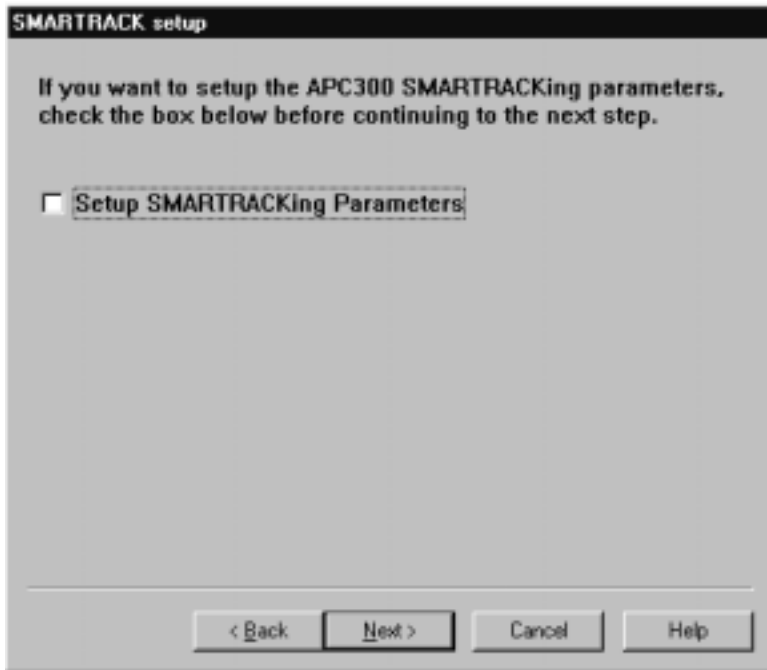 SMARTRACK setup
If you want to setup the APC300 SMARTRACKing parameters,
check the box below before continuing to the next step.
Setup SMARTRACKing Parameters
< Back
Next >
Cancel
Help